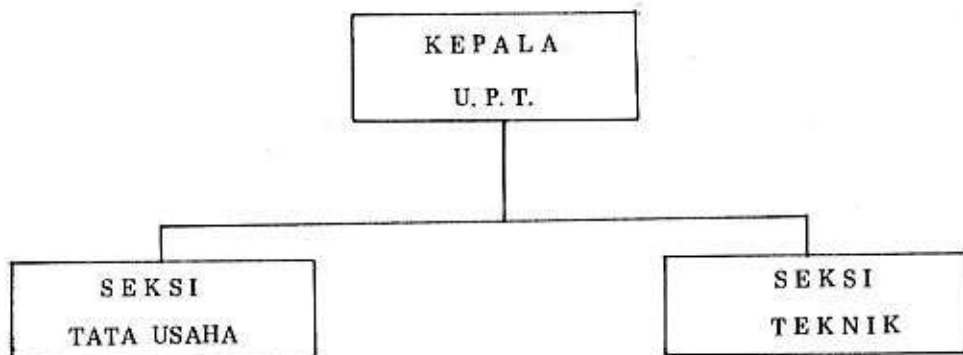 KEPALA
U. P. T.
SEKSI
TATA USAHA
SEKSI
TEKNIK